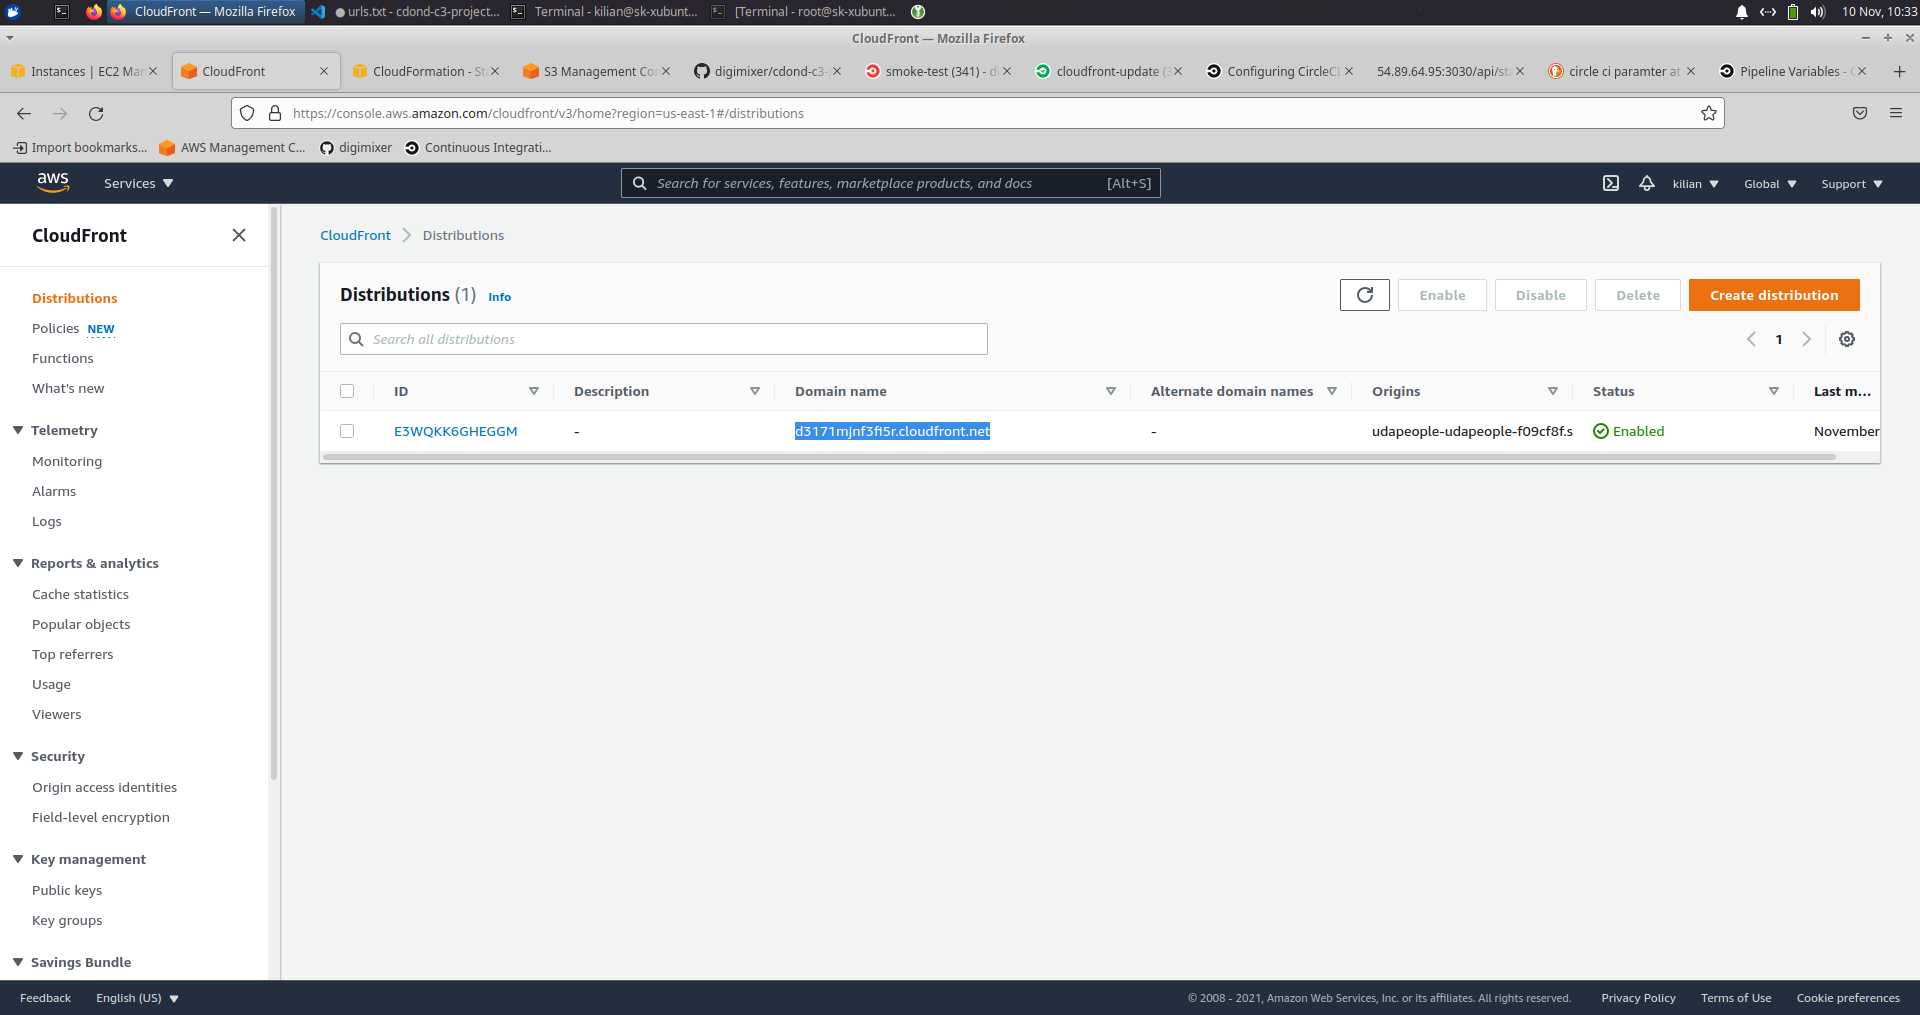 CloudFront — Mozilla Firefox
● urls.txt - cdond-c3-project...
Terminal - kilian@sk-xubunt...
[Terminal - root@sk-xubunt...
10 Nov, 10:33
CloudFront — Mozilla Firefox
Instances | EC2 Mar
CloudFront
CloudFormation - Sta
S3 Management Co
digimixer/cdond-c3-
smoke-test (341) - di
cloudfront-update (
Configuring CircleCI
54.89.64.95:3030/api/sta
circle ci paramter at
Pipeline Variables - C
https://console.aws.amazon.com/cloudfront/v3/home?region=us-east-1#/distributions
Import bookmarks...
AWS Management C...
digimixer
Continuous Integrati...
aws
Services
Search for services, features, marketplace products, and docs
[Alt+S]
kilian
Global
Support
CloudFront
Distributions
Policies NEW
Functions
What's new
Telemetry
Monitoring
Alarms
Logs
Reports & analytics
Cache statistics
Popular objects
Top referrers
Usage
Viewers
Security
Origin access identities
Field-level encryption
Key management
Public keys
Key groups
Savings Bundle
CloudFront > Distributions
Distributions (1) Info
Enable
Disable
Delete
Create distribution
Search all distributions
1
ID
Description
Domain name
Alternate domain names
Origins
Status
Last m...
E3WQKK6GHEGGM
-
d3171mjnf3fi5r.cloudfront.net
-
udapeople-udapeople-f09cf8f.s
Enabled
November
Feedback
English (US)
© 2008 - 2021, Amazon Web Services, Inc. or its affiliates. All rights reserved.
Privacy Policy
Terms of Use
Cookie preferences